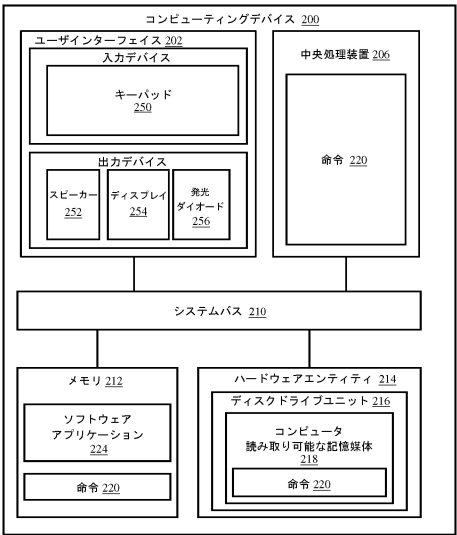 コンピューティングデバイス 200
ユーザインターフェイス 202
入力デバイス
キーパッド
250
出力デバイス
スピーカー
252
ディスプレイ
254
発光
ダイオード
256
中央処理装置 206
命令 220
システムバス 210
メモリ 212
ソフトウェア
アプリケーション
224
命令 220
ハードウェアエンティティ 214
ディスクドライブユニット 216
コンピュータ
読み取り可能な記憶媒体
218
命令 220